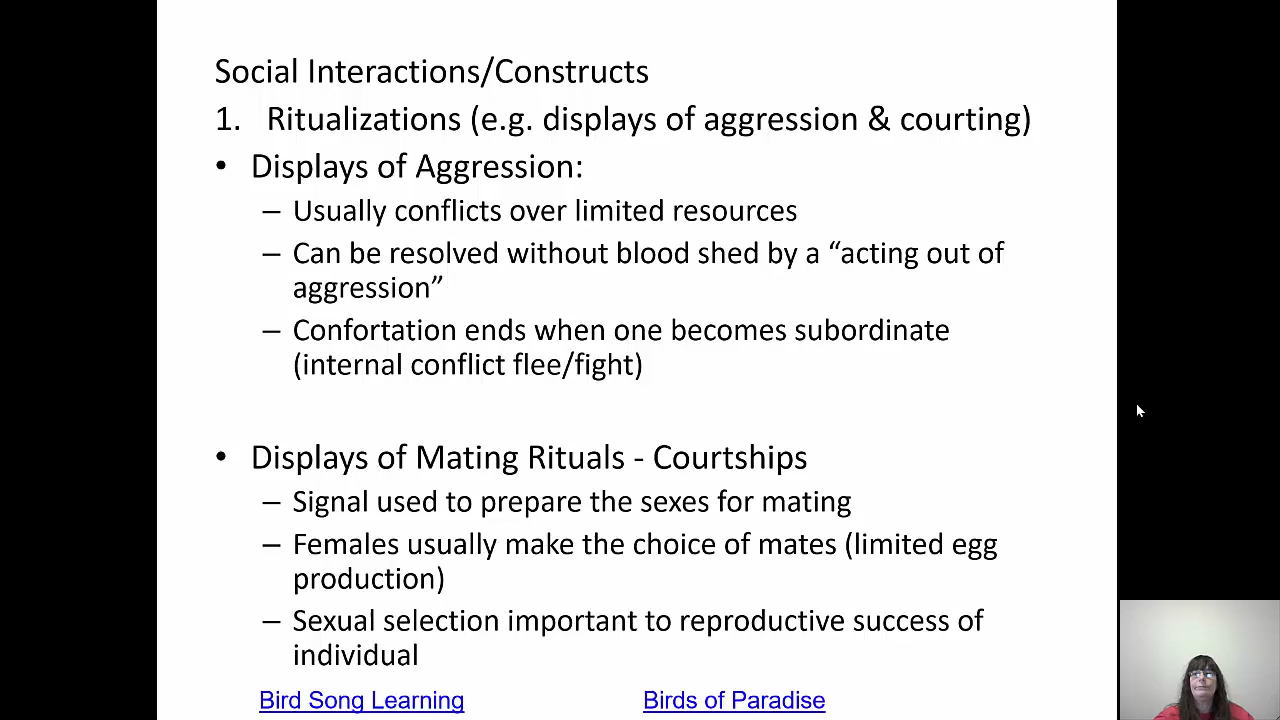 Social Interactions/Constructs
1. Ritualizations (e.g. displays of aggression & courting)
• Displays of Aggression:
– Usually conflicts over limited resources
– Can be resolved without blood shed by a “acting out of
aggression”
– Confortation ends when one becomes subordinate
(internal conflict flee/fight)
• Displays of Mating Rituals - Courtships
– Signal used to prepare the sexes for mating
– Females usually make the choice of mates (limited egg
production)
– Sexual selection important to reproductive success of
individual
Bird Song Learning Birds of Paradise